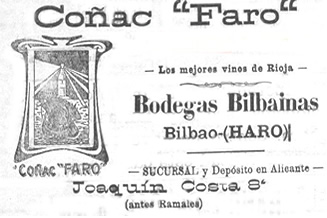 Coñac "Faro"
— Los mejores vinos de Rioja —
Bodegas Bilbainas
Bilbao-(HARO)
COÑAC "FARO"
— SUCURSAL y Depósito en Alicante —
Joaquín Costa 8
(antes Ramales)